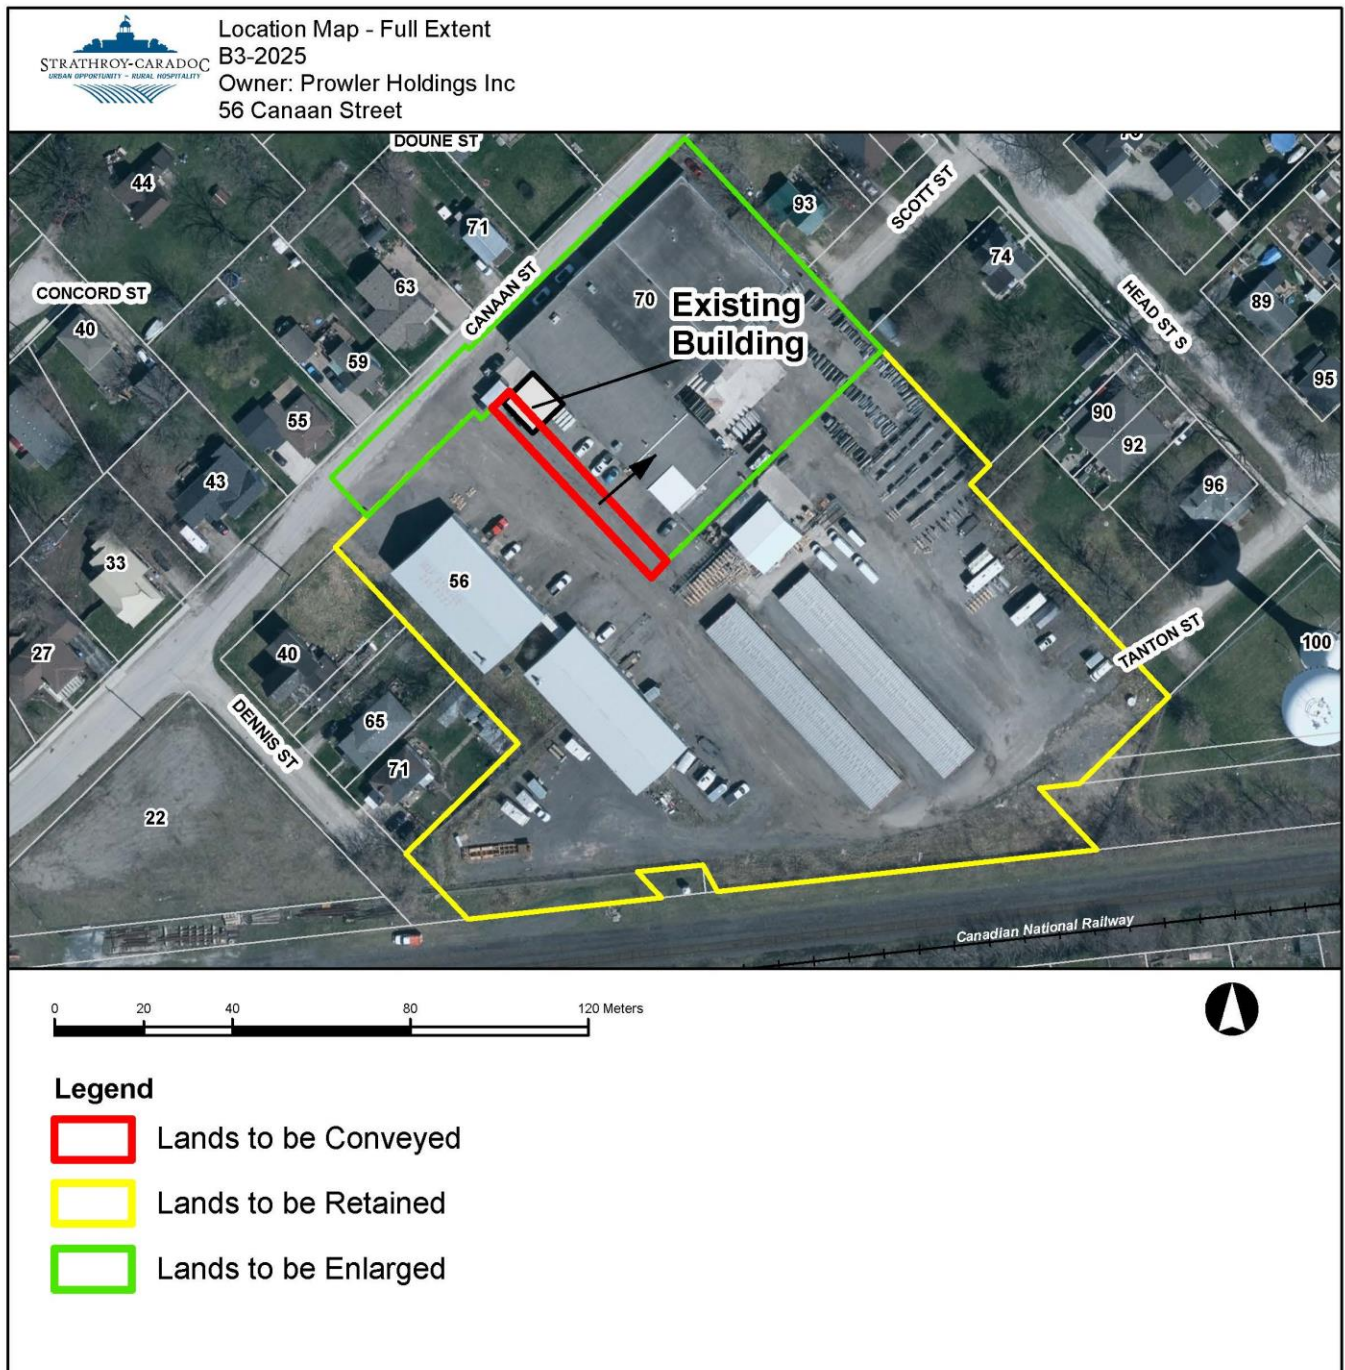 STRATHROY-CARADOC
URBAN OPPORTUNITY ~ RURAL HOSPITALITY
Location Map - Full Extent
B3-2025
Owner: Prowler Holdings Inc
56 Canaan Street
DOUNE ST
44
93
SCOTT ST
71
74
CANAAN ST
63
70
CONCORD ST
40
Existing
Building
HEAD ST S
89
59
95
55
90
92
43
96
33
56
27
40
TANTON ST
100
65
DENNIS ST
71
22
Canadian National Railway
0 20 40 80 120 Meters
Legend
Lands to be Conveyed
Lands to be Retained
Lands to be Enlarged